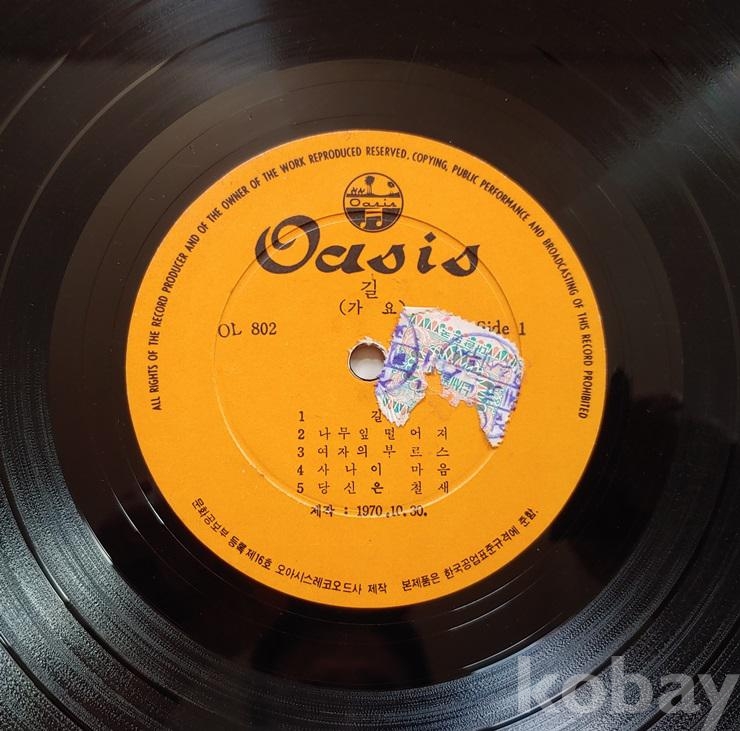 ALL RIGHTS OF THE RECORD PRODUCER AND OF THE OWNER OF THE WORK REPRODUCED RESERVED. COPYING, PUBLIC PERFORMANCE AND BROADCASTING OF THIS RECORD PROHIBITED
Oasis
Oasis
길
(가 요)
OL 802
Side 1
1 길
2 나무잎 떨어져
3 여자의 부르스
4 사나이 마음
5 당신은 철새
제작 : 1970.10.30.
문화공보부 등록 제16호 오아시스레코오드사 제작 본제품은 한국공업표준규격에 준함.
kobay